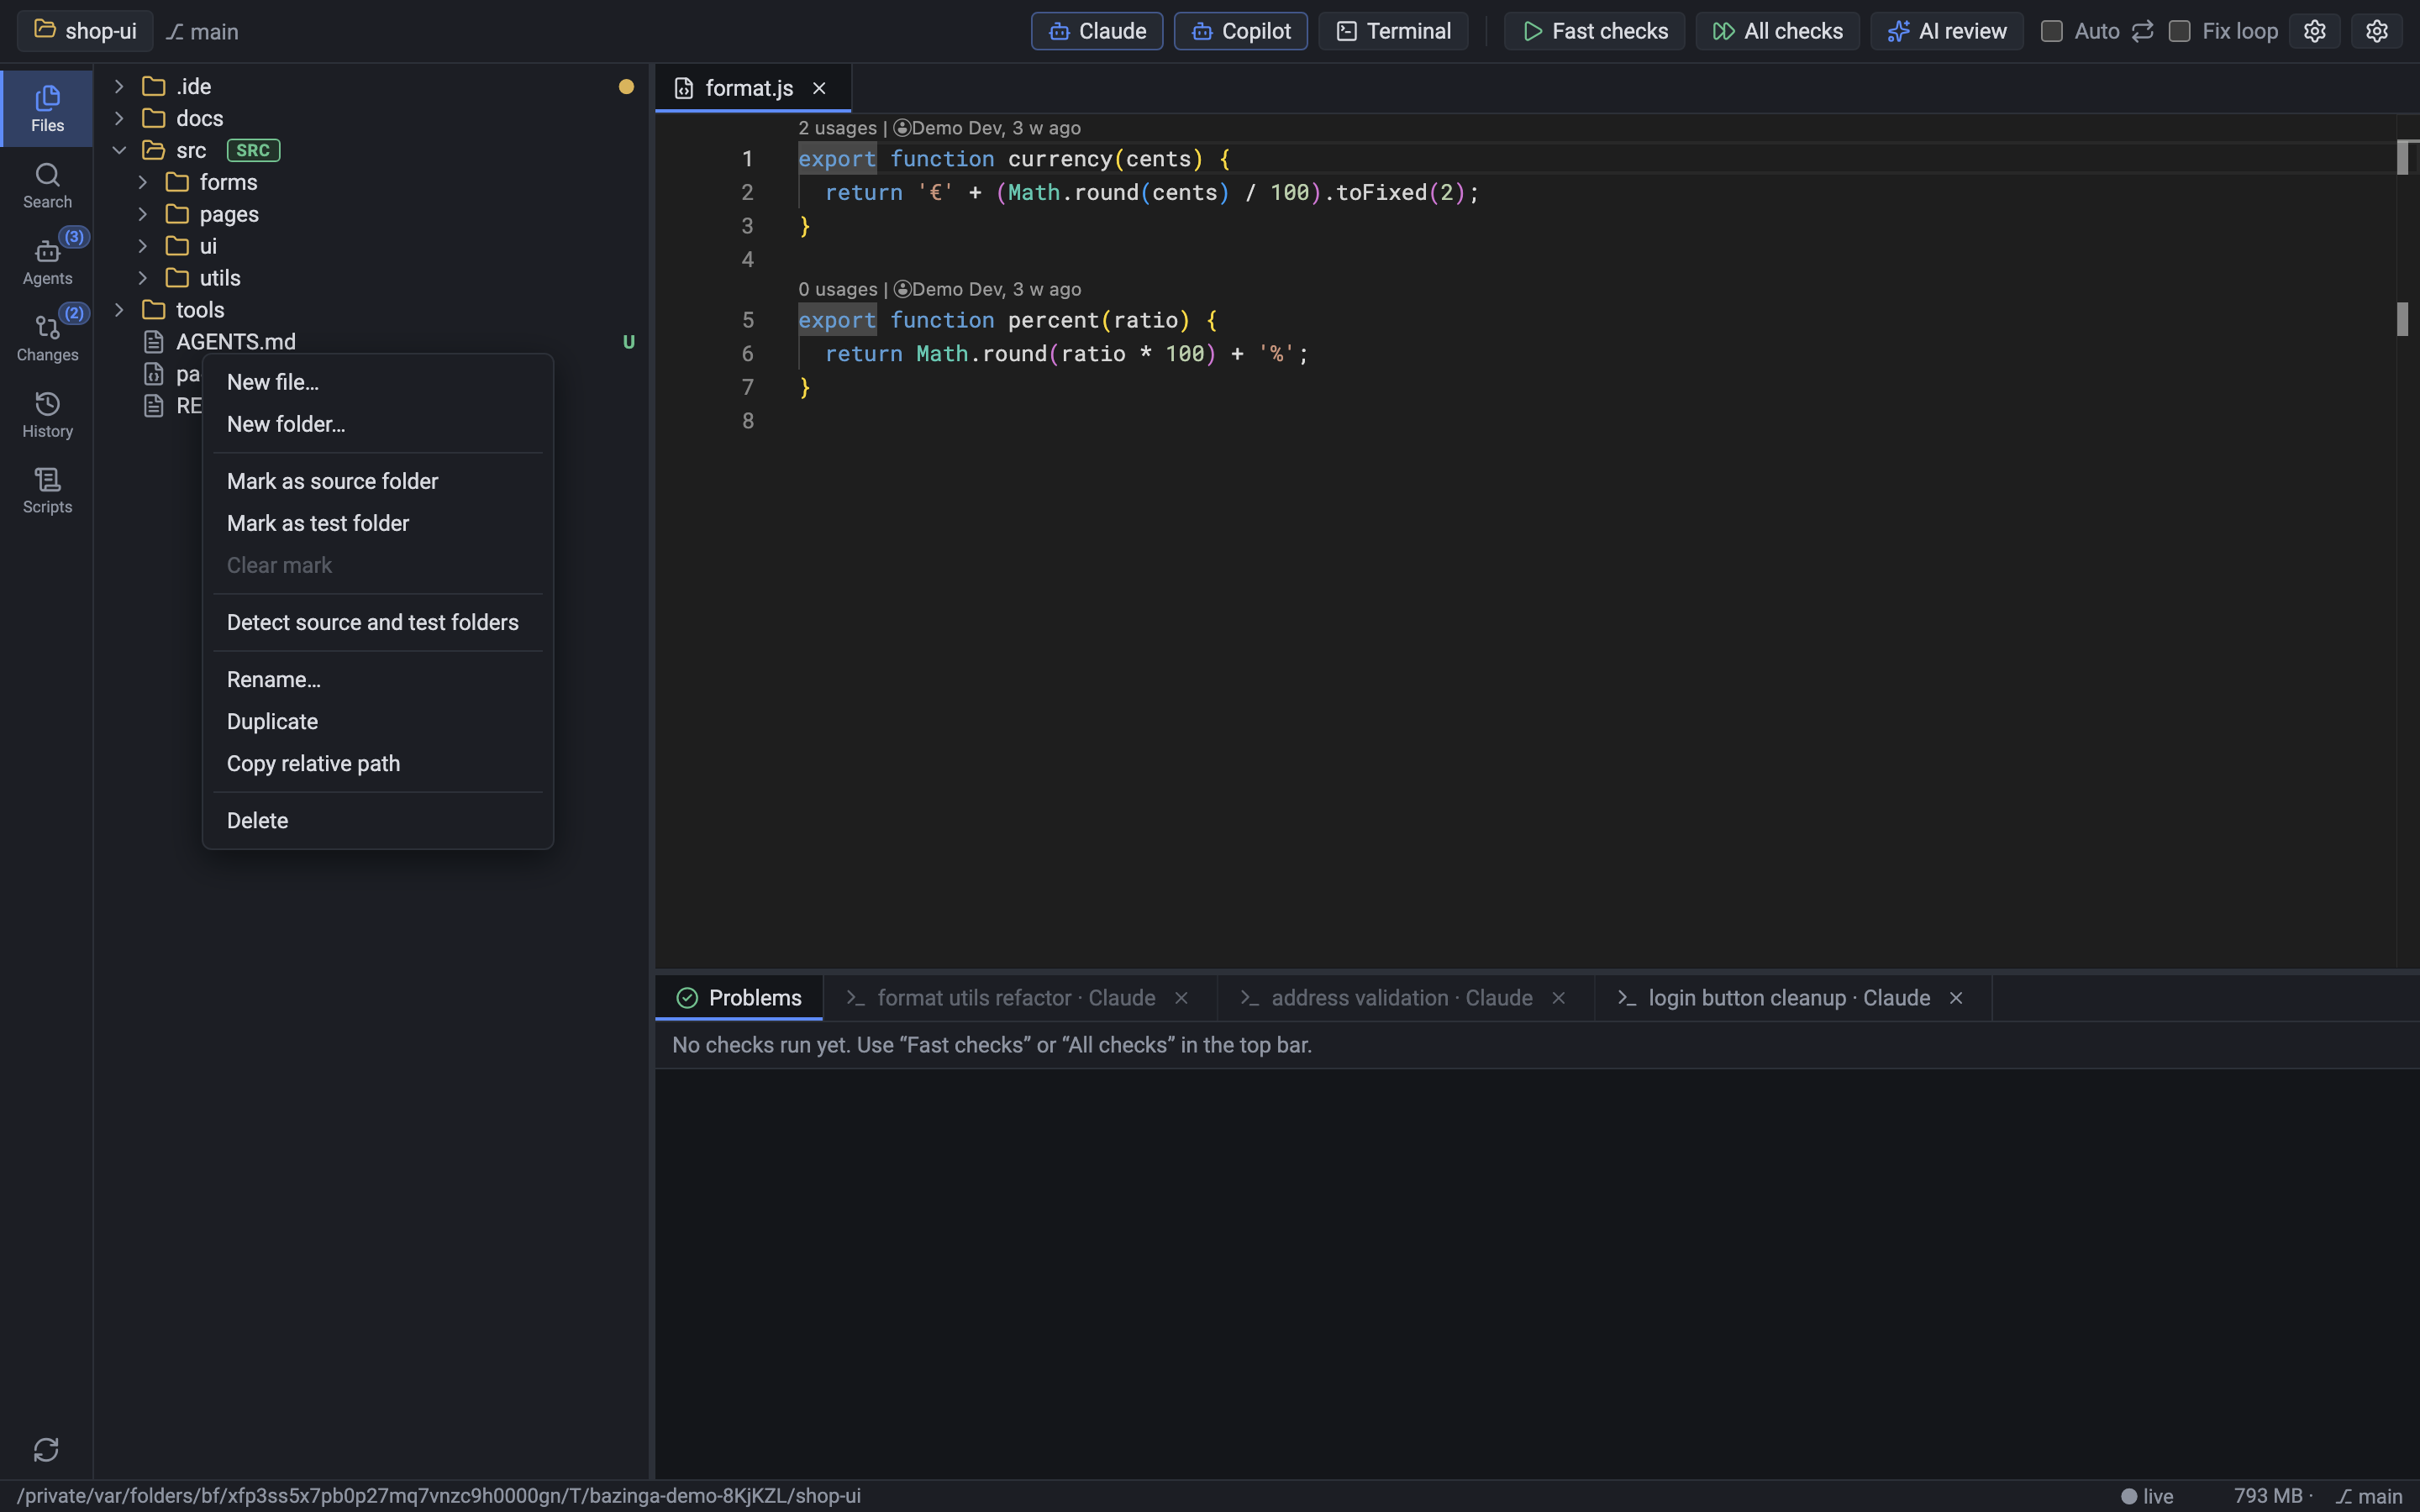 shop-ui main Claude Copilot Terminal Fast checks All checks AI review Auto Fix loop
Files
Search
(3)
Agents
(2)
Changes
History
Scripts
.ide
docs
src SRC
forms
pages
ui
utils
tools
AGENTS.md U
pa
RE
New file...
New folder...
Mark as source folder
Mark as test folder
Clear mark
Detect source and test folders
Rename...
Duplicate
Copy relative path
Delete
format.js
2 usages | Demo Dev, 3 w ago
1 export function currency(cents) {
2 return '€' + (Math.round(cents) / 100).toFixed(2);
3 }
4
0 usages | Demo Dev, 3 w ago
5 export function percent(ratio) {
6 return Math.round(ratio * 100) + '%';
7 }
8
Problems format utils refactor · Claude address validation · Claude login button cleanup · Claude
No checks run yet. Use “Fast checks” or “All checks” in the top bar.
/private/var/folders/bf/xfp3ss5x7pb0p27mq7vnzc9h0000gn/T/bazinga-demo-8KjKZL/shop-ui live 793 MB · main